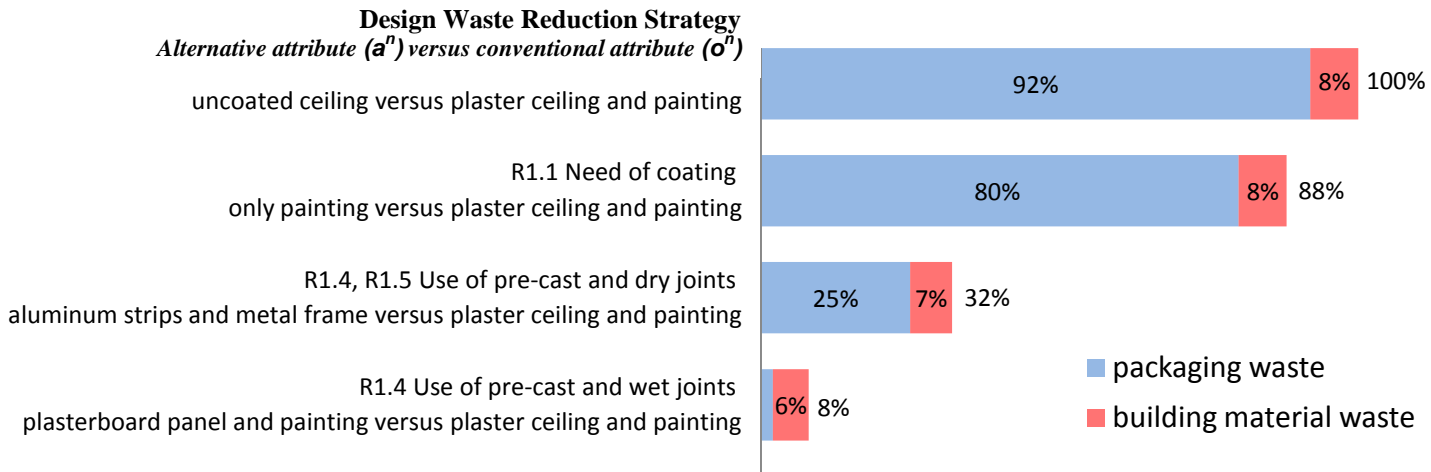 Design Waste Reduction Strategy
Alternative attribute (aⁿ) versus conventional attribute (oⁿ)
uncoated ceiling versus plaster ceiling and painting
92%
8%
100%
R1.1 Need of coating
only painting versus plaster ceiling and painting
80%
8%
88%
R1.4, R1.5 Use of pre-cast and dry joints
aluminum strips and metal frame versus plaster ceiling and painting
25%
7%
32%
R1.4 Use of pre-cast and wet joints
plasterboard panel and painting versus plaster ceiling and painting
6%
8%
packaging waste
building material waste